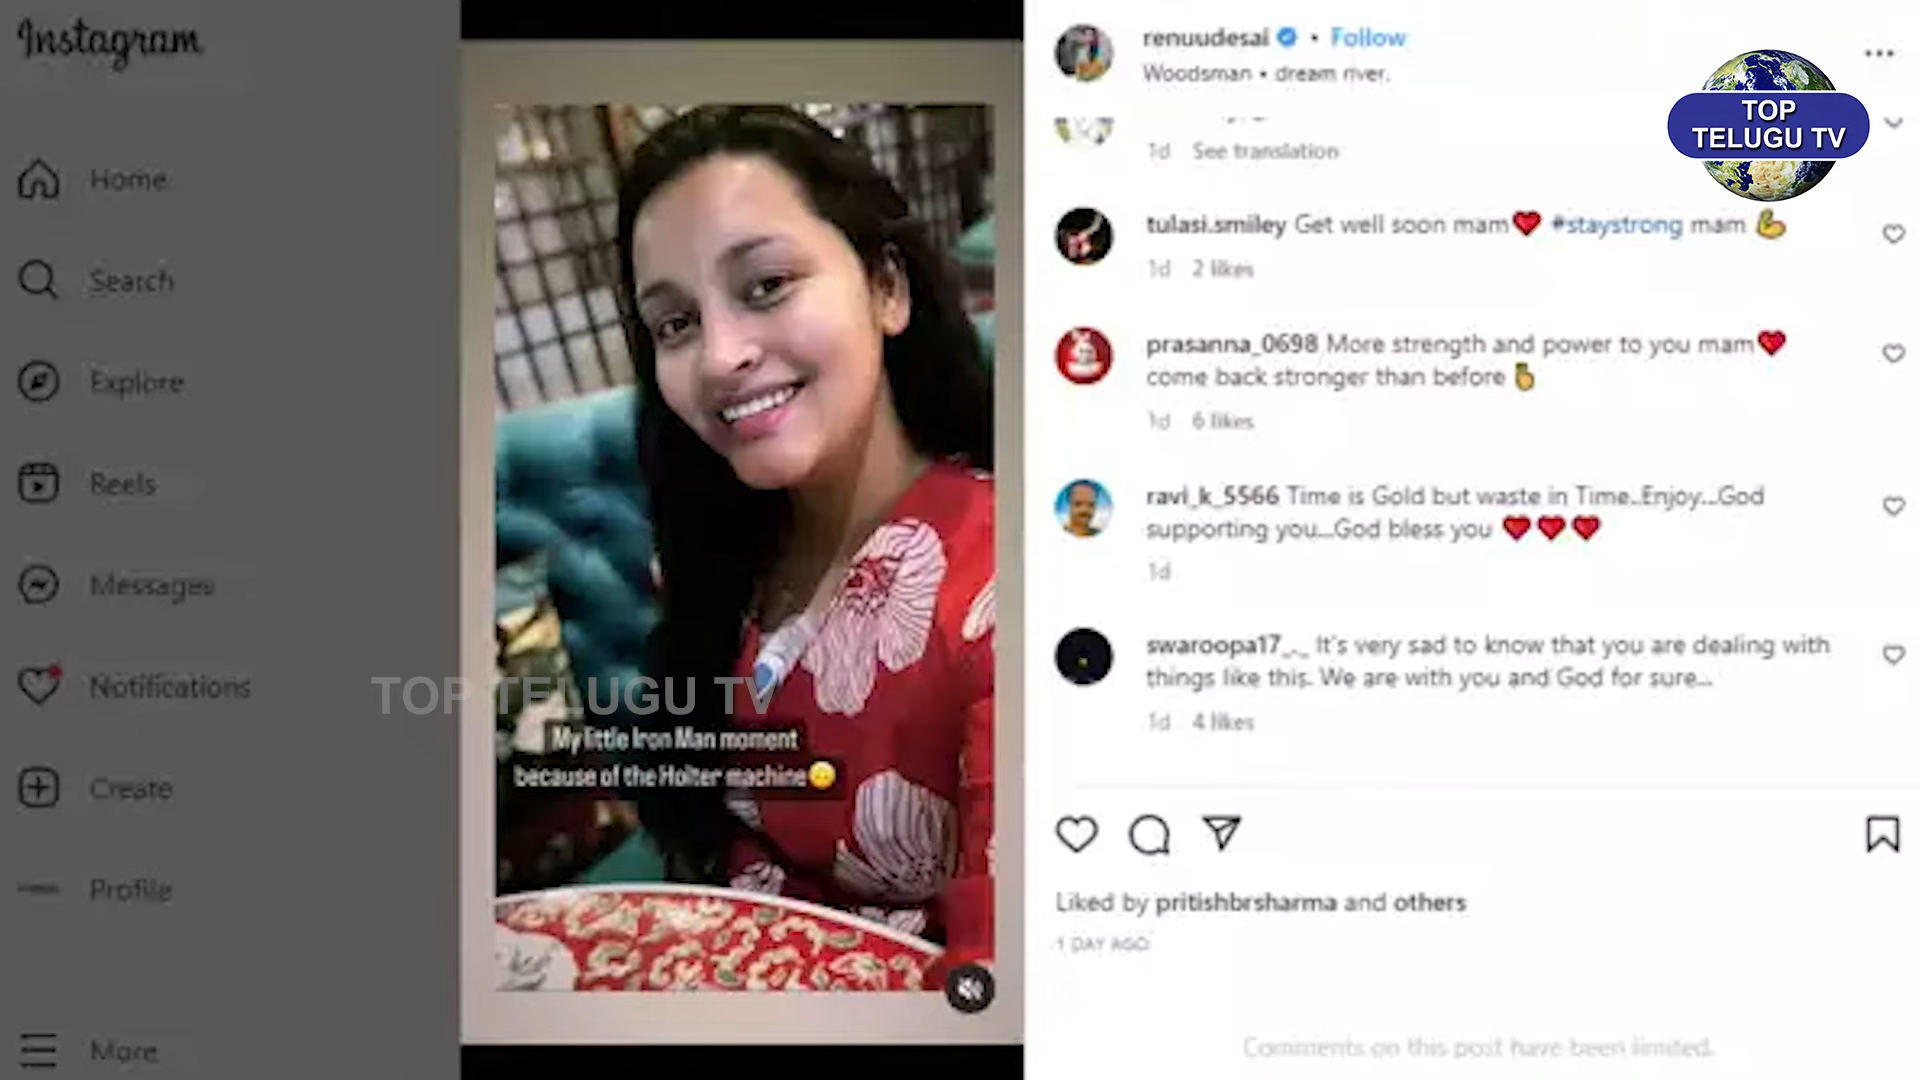 Instagram
Home
Search
Explore
Reels
Messages
Notifications
Create
Profile
More
TOP TELUGU TV
My little Iron Man moment
because of the Holter machine🙂
renuudesai • Follow
Woodsman • dream river.
TOP
TELUGU TV
1d See translation
tulasi.smiley Get well soon mam❤️ #staystrong mam 💪
1d 2 likes
prasanna_0698 More strength and power to you mam❤️
come back stronger than before
1d 6 likes
ravi_k_5566 Time is Gold but waste in Time..Enjoy...God
supporting you...God bless you ❤️❤️❤️
1d
swaroopa17_._ It's very sad to know that you are dealing with
things like this. We are with you and God for sure...
1d 4 likes
Liked by pritishbrsharma and others
1 DAY AGO
Comments on this post have been limited.